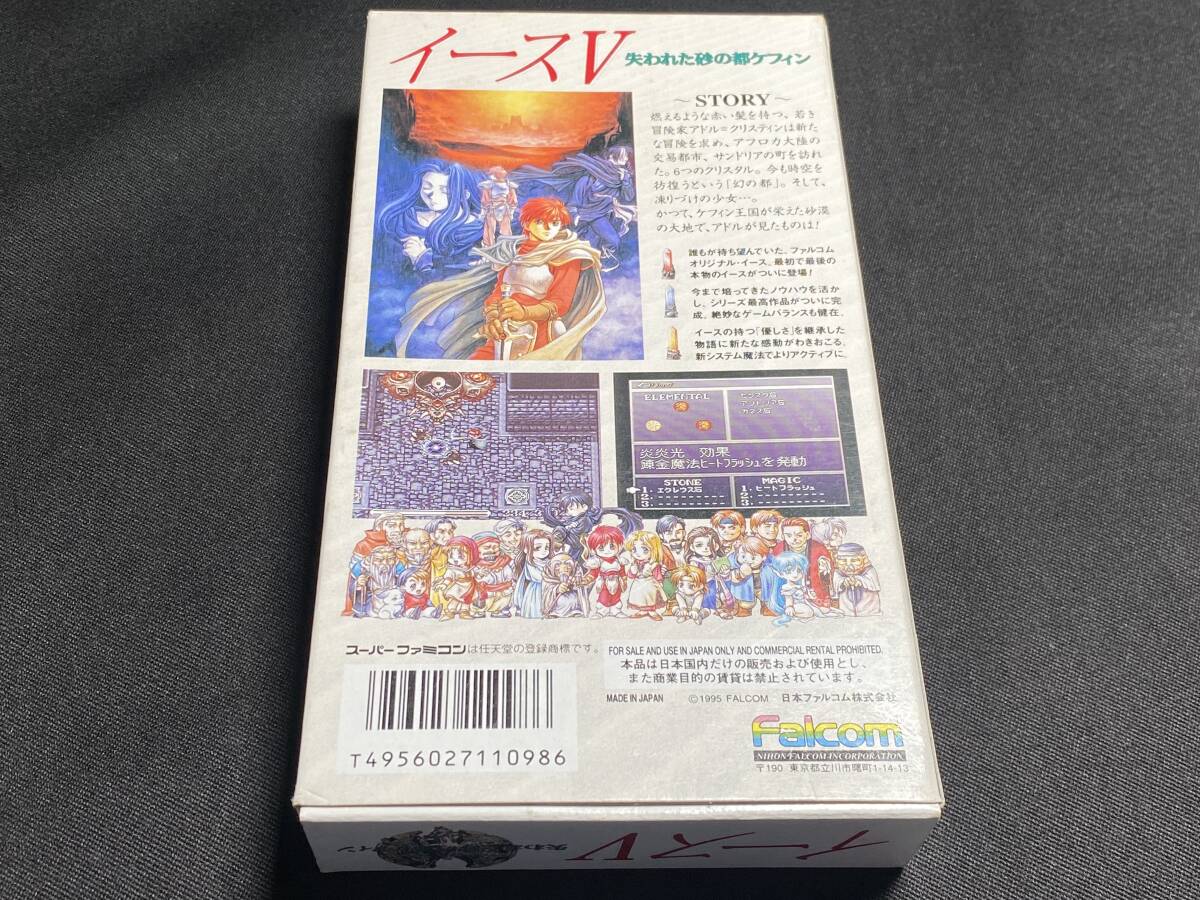 イースV 失われた砂の都ケフィン
～STORY～
燃えるような赤い髪を持つ、若き
冒険家アドル＝クリスティンは新た
な冒険を求め、アフロカ大陸の
交易都市、サンドリアの町を訪れ
た。6つのクリスタル。今も時空を
彷徨うという「幻の都」。そして、
凍りづけの少女…。
かつて、ケフィン王国が栄えた砂漠
の大地で、アドルが見たものは!
誰もが待ち望んでいた、ファルコム
オリジナル・イース。最初で最後の
本物のイースがついに登場!
今まで培ってきたノウハウを活か
し、シリーズ最高作品がついに完
成。絶妙なゲームバランスも健在。
イースの持つ「優しさ」を継承した
物語に新たな感動がわきおこる。
新システム魔法でよりアクティブに
ELEMENTAL
炎炎光 効果
錬金魔法ヒートフラッシュを発動
STONE
1.エクレウス石
2.
3.
MAGIC
1.ヒートフラッシュ
2.
3.
スーパーファミコンは任天堂の登録商標です。
FOR SALE AND USE IN JAPAN ONLY AND COMMERCIAL RENTAL PROHIBITED.
本品は日本国内だけの販売および使用とし、
また商業目的の賃貸は禁止されています。
MADE IN JAPAN ©1995 FALCOM 日本ファルコム株式会社
T4956027110986
Falcom
NIHON FALCOM CORPORATION
〒190 東京都立川市曙町1-14-13
イースV